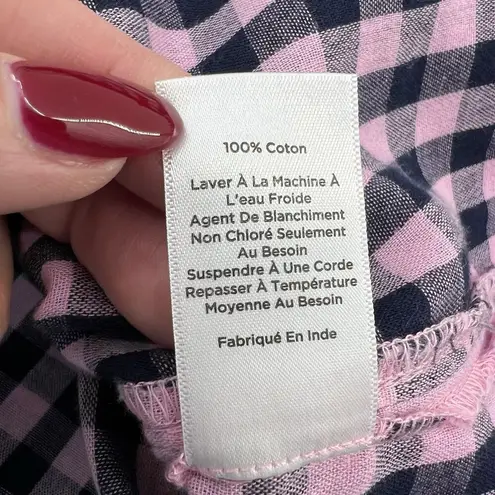 100% Coton
Laver À La Machine À
L'eau Froide
Agent De Blanchiment
Non Chloré Seulement
Au Besoin
Suspendre À Une Corde
Repasser À Température
Moyenne Au Besoin
Fabriqué En Inde